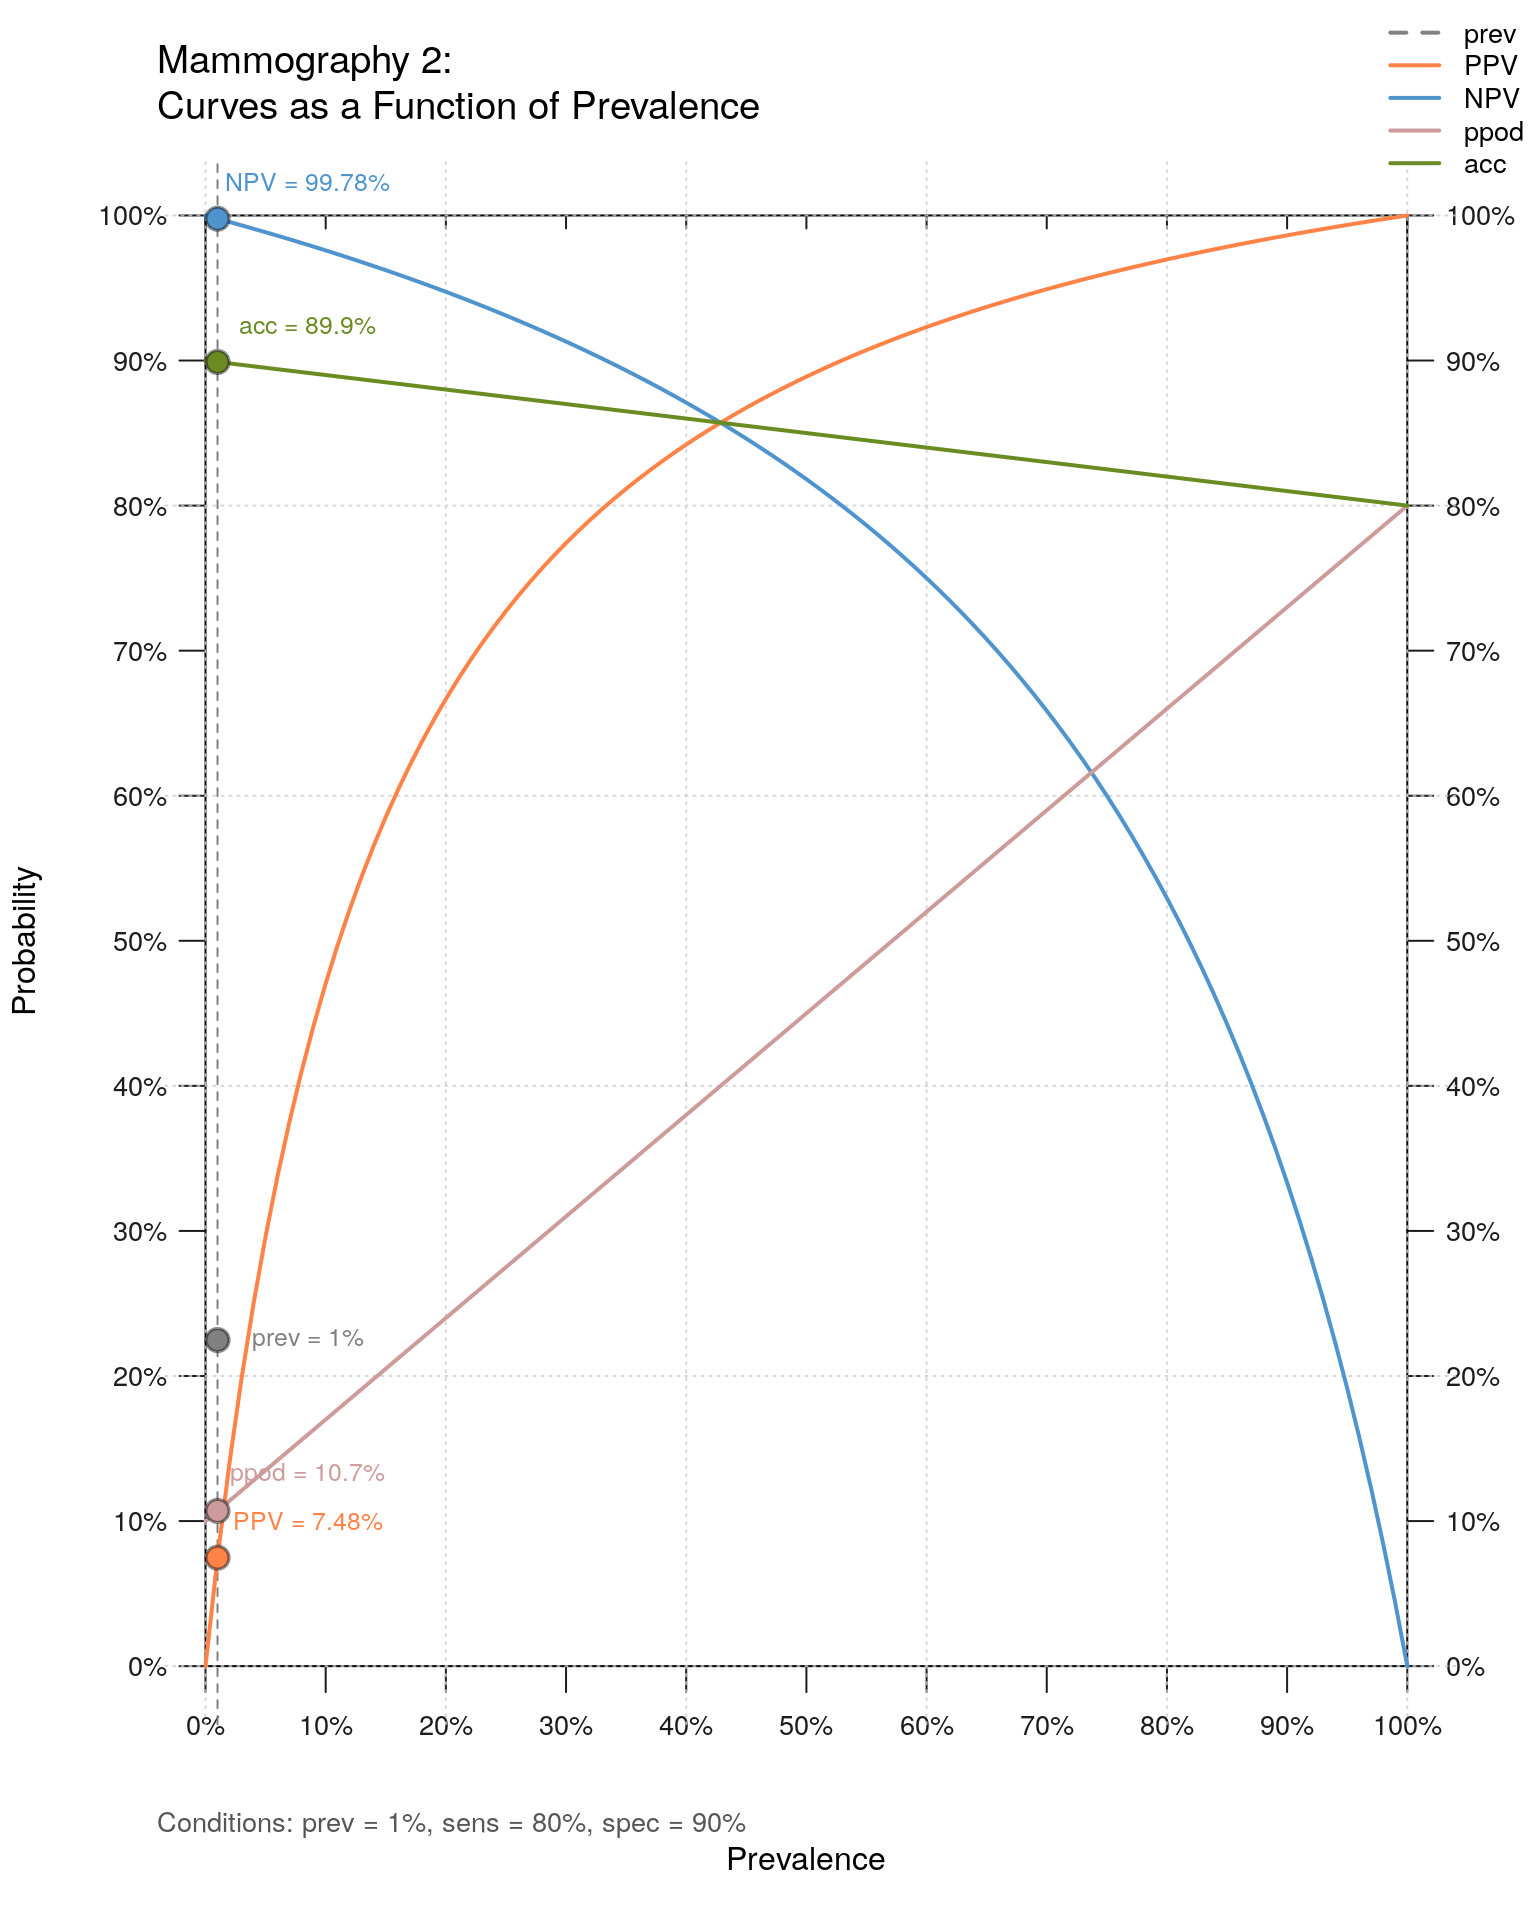 Mammography 2:
Curves as a Function of Prevalence
prev
PPV
NPV
ppod
acc
NPV = 99.78%
acc = 89.9%
prev = 1%
ppod = 10.7%
PPV = 7.48%
Probability
100%
90%
80%
70%
60%
50%
40%
30%
20%
10%
0%
100%
90%
80%
70%
60%
50%
40%
30%
20%
10%
0%
0% 10% 20% 30% 40% 50% 60% 70% 80% 90% 100%
Conditions: prev = 1%, sens = 80%, spec = 90%
Prevalence